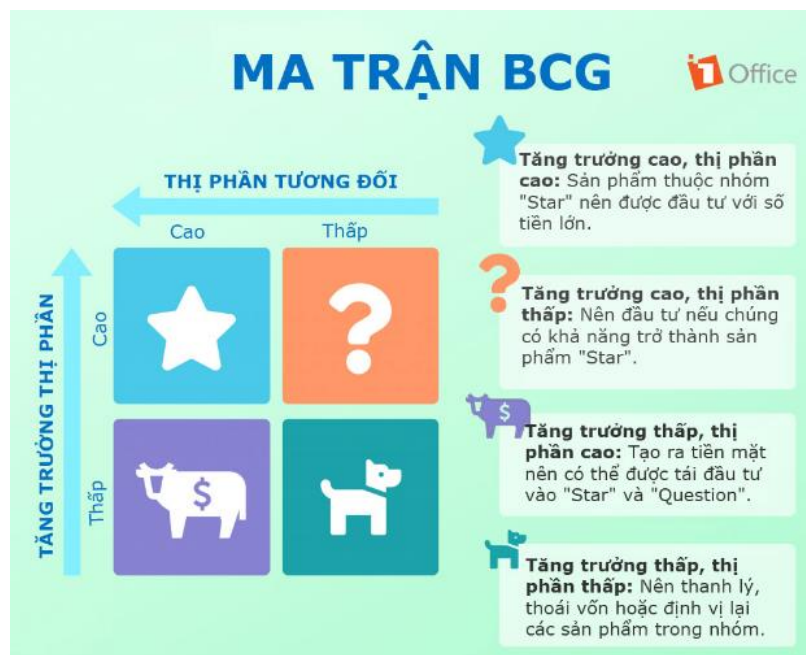 MA TRẬN BCG
1Office
THỊ PHẦN TƯƠNG ĐỐI
Cao
Thấp
TĂNG TRƯỞNG THỊ PHẦN
Cao
Thấp
$
Tăng trưởng cao, thị phần
cao: Sản phẩm thuộc nhóm
"Star" nên được đầu tư với số
tiền lớn.
?
Tăng trưởng cao, thị phần
thấp: Nên đầu tư nếu chúng
có khả năng trở thành sản
phẩm "Star".
$
Tăng trưởng thấp, thị
phần cao: Tạo ra tiền mặt
nên có thể được tái đầu tư
vào "Star" và "Question".
Tăng trưởng thấp, thị
phần thấp: Nên thanh lý,
thoái vốn hoặc định vị lại
các sản phẩm trong nhóm.